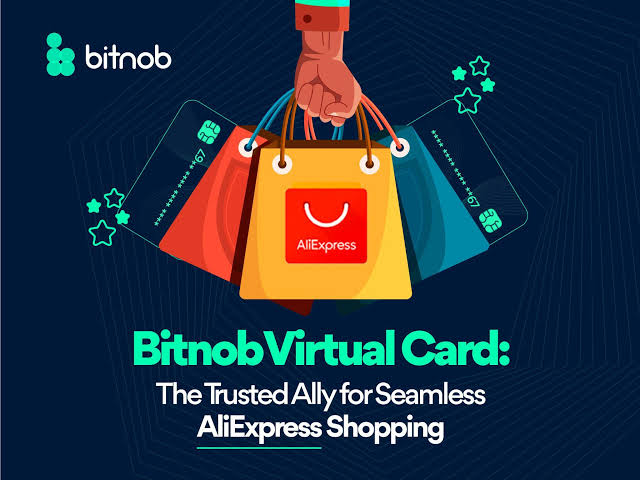 bitnob
**** **** **** **67
**** **** **** **67
AliExpress
Bitnob Virtual Card:
The Trusted Ally for Seamless
AliExpress Shopping